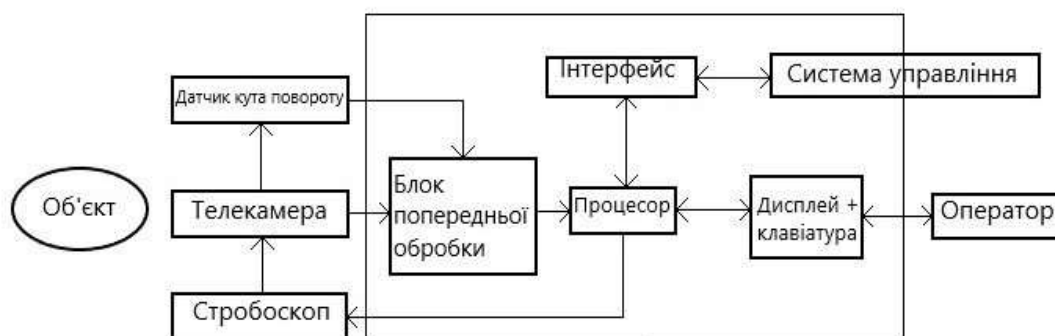 Інтерфейс
Система управління
Датчик кута повороту
Об'єкт
Телекамера
Блок
попередньої
обробки
Процесор
Дисплей +
клавіатура
Оператор
Стробоскоп